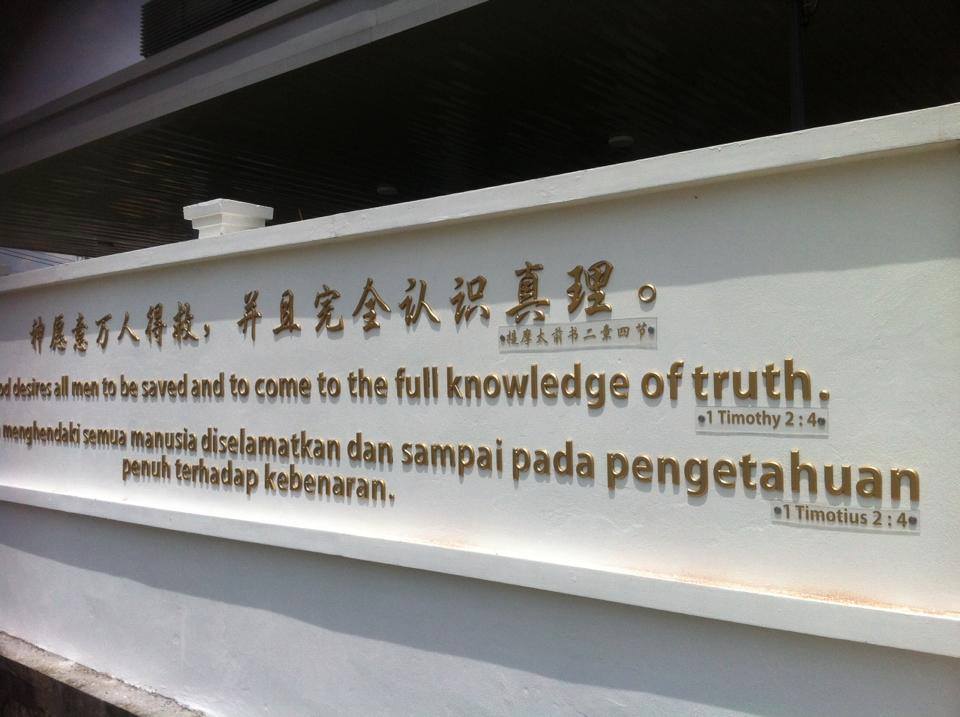 神愿意万人得救，并且完全认识真理。
•提摩太前书二章四节•
od desires all men to be saved and to come to the full knowledge of truth.
•1 Timothy 2 : 4•
menghendaki semua manusia diselamatkan dan sampai pada pengetahuan
penuh terhadap kebenaran.
•1 Timotius 2 : 4•